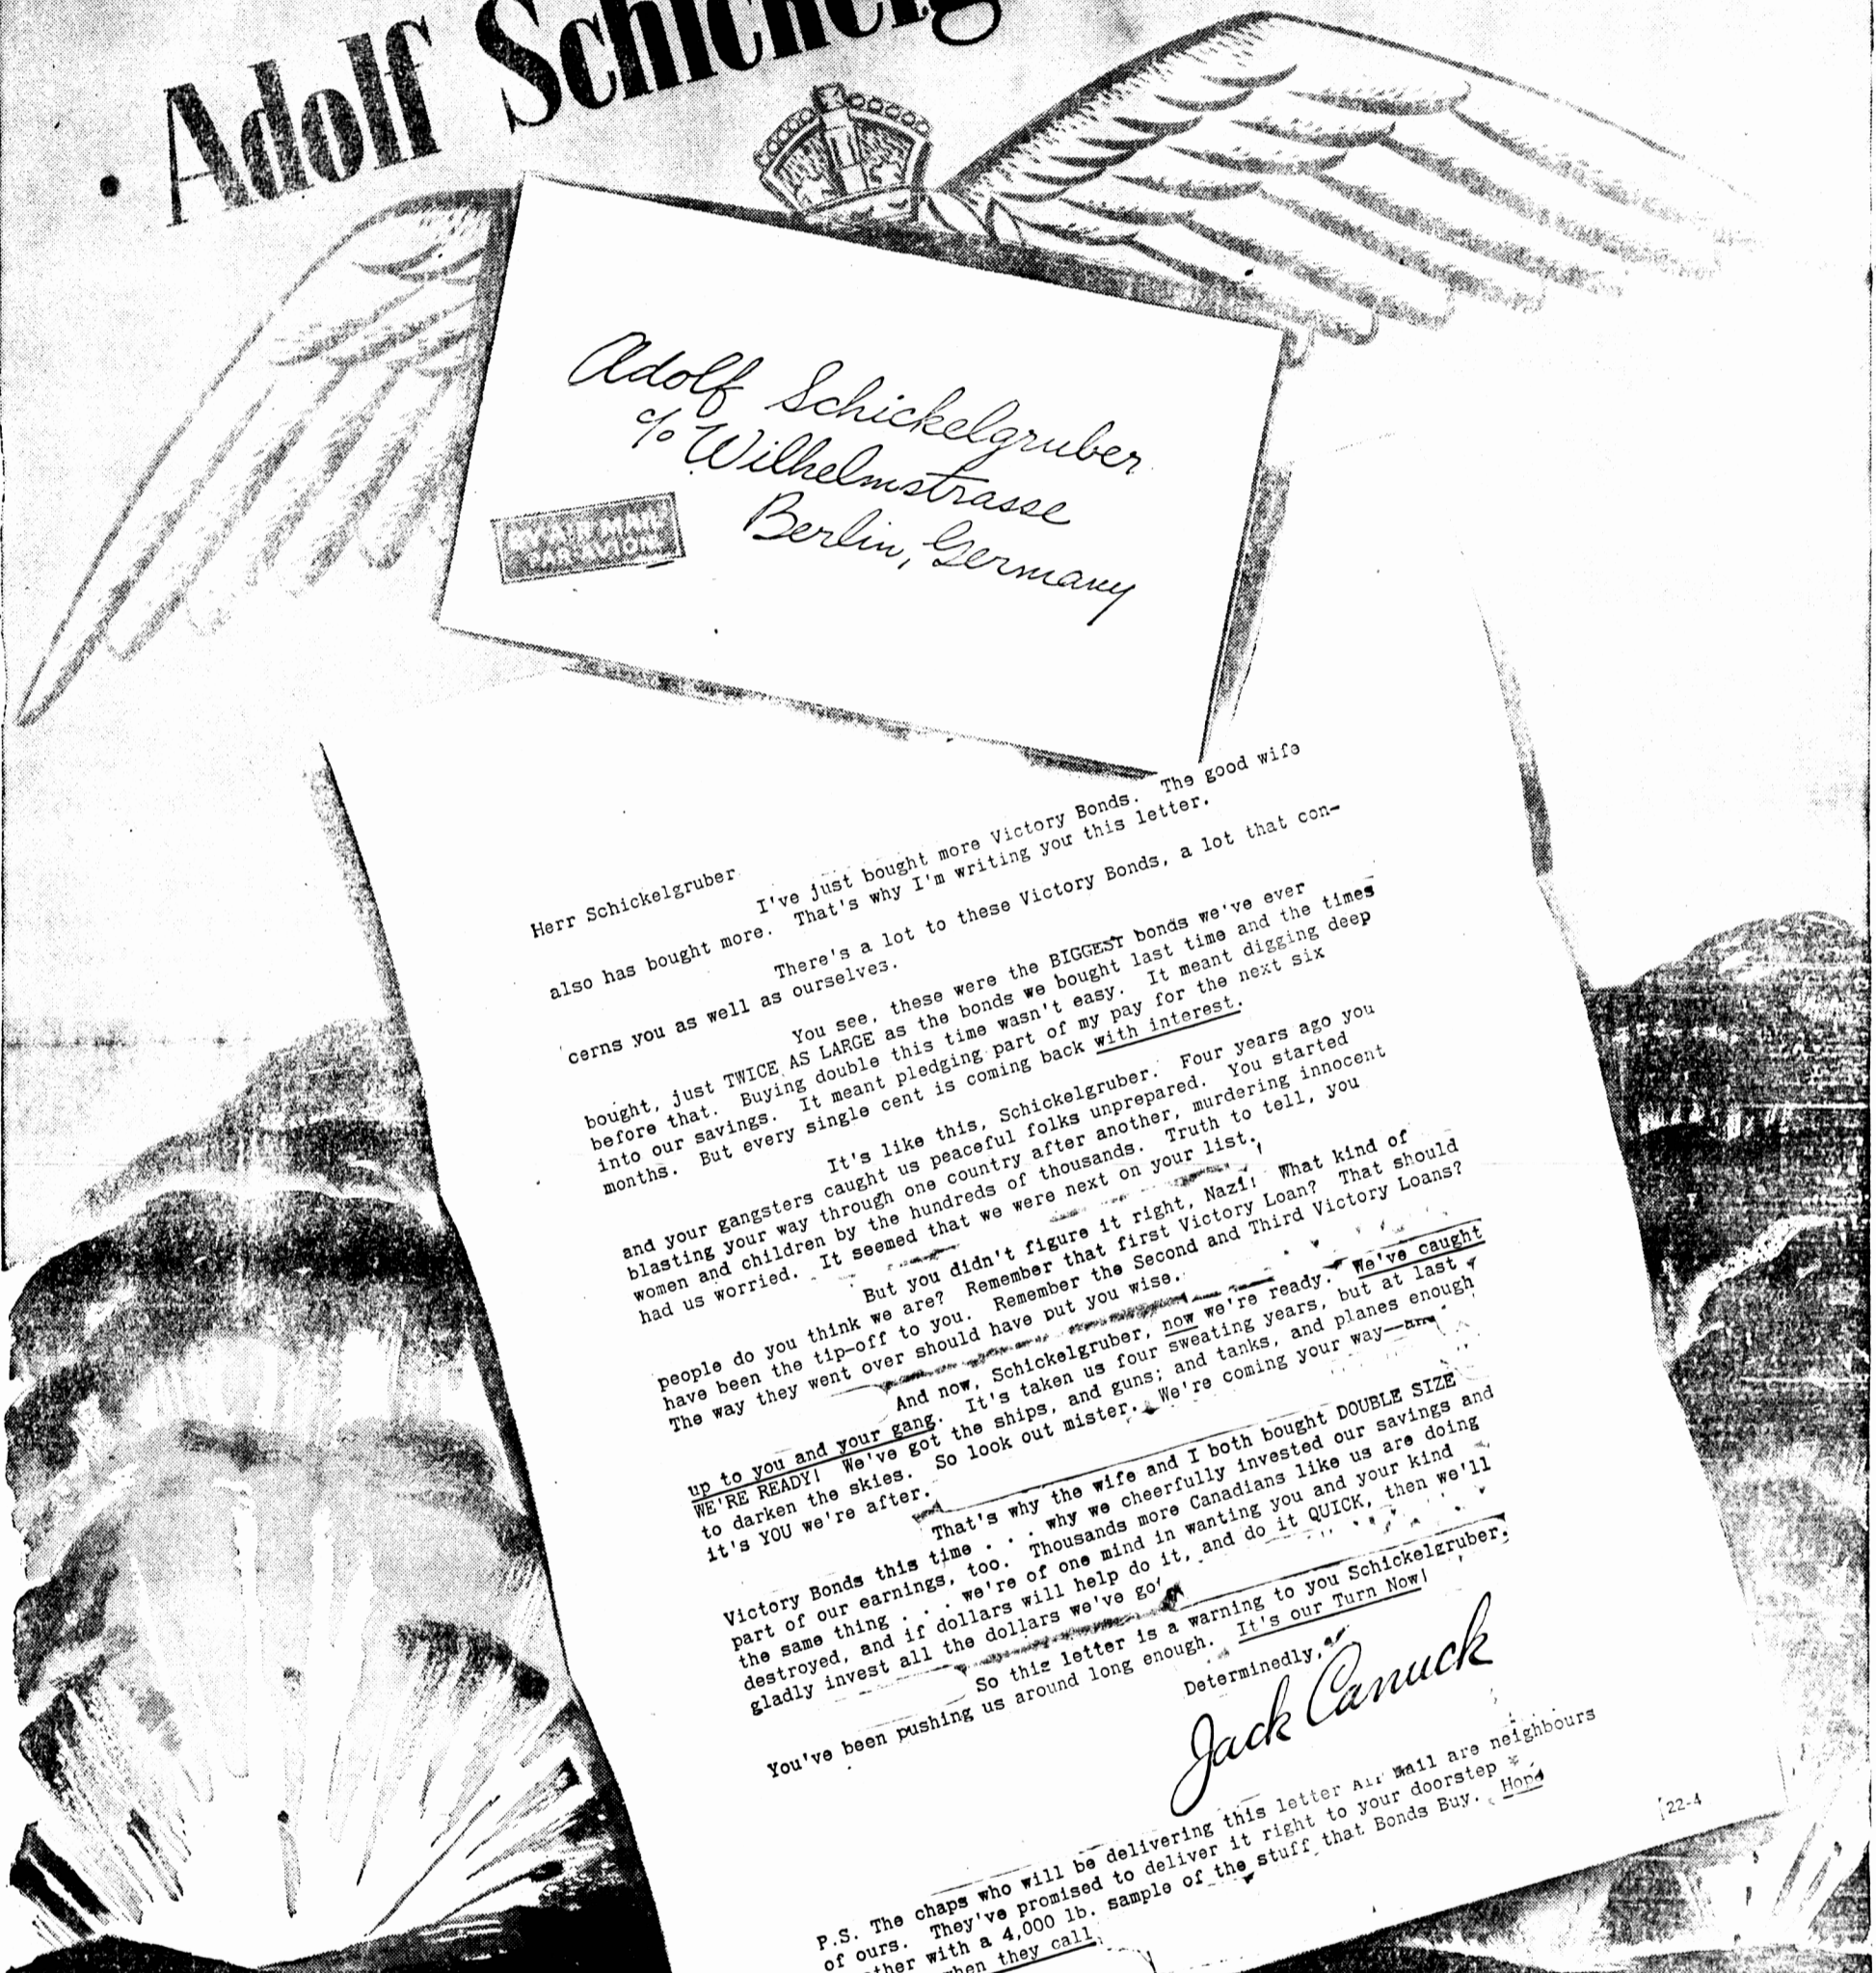 Adolf Schickelg
Adolf Schickelgruber
c/o Wilhelmstrasse
Berlin, Germany
BY AIR MAIL
PAR AVION
Herr Schickelgruber
I've just bought more Victory Bonds. The good wife
also has bought more. That's why I'm writing you this letter.
There's a lot to these Victory Bonds, a lot that con-
cerns you as well as ourselves.
You see, these were the BIGGEST bonds we've ever
bought, just TWICE AS LARGE as the bonds we bought last time and the times
before that. Buying double this time wasn't easy. It meant digging deep
into our savings. It meant pledging part of my pay for the next six
months. But every single cent is coming back with interest.
It's like this, Schickelgruber. Four years ago you
and your gangsters caught us peaceful folks unprepared. You started
blasting your way through one country after another, murdering innocent
women and children by the hundreds of thousands. Truth to tell, you
had us worried. It seemed that we were next on your list.
But you didn't figure it right, Nazi! What kind of
people do you think we are? Remember that first Victory Loan? That should
have been the tip-off to you. Remember the Second and Third Victory Loans?
The way they went over should have put you wise.
And now, Schickelgruber, now we're ready. We've caught
up to you and your gang. It's taken us four sweating years, but at last
WE'RE READY! We've got the ships, and guns; and tanks, and planes enough
to darken the skies. So look out mister. We're coming your way—an
it's YOU we're after.
That's why the wife and I both bought DOUBLE SIZE
Victory Bonds this time . . . why we cheerfully invested our savings and
part of our earnings, too. Thousands more Canadians like us are doing
the same thing . . . we're of one mind in wanting you and your kind
destroyed, and if dollars will help do it, and do it QUICK, then we'll
gladly invest all the dollars we've go
So this letter is a warning to you Schickelgruber.
You've been pushing us around long enough. It's our Turn Now!
Determinedly,
Jack Canuck
P.S. The chaps who will be delivering this letter Air Mail are neighbours
of ours. They've promised to deliver it right to your doorstep
ther with a 4,000 lb. sample of the stuff that Bonds Buy. Hope
hen they call
22-4